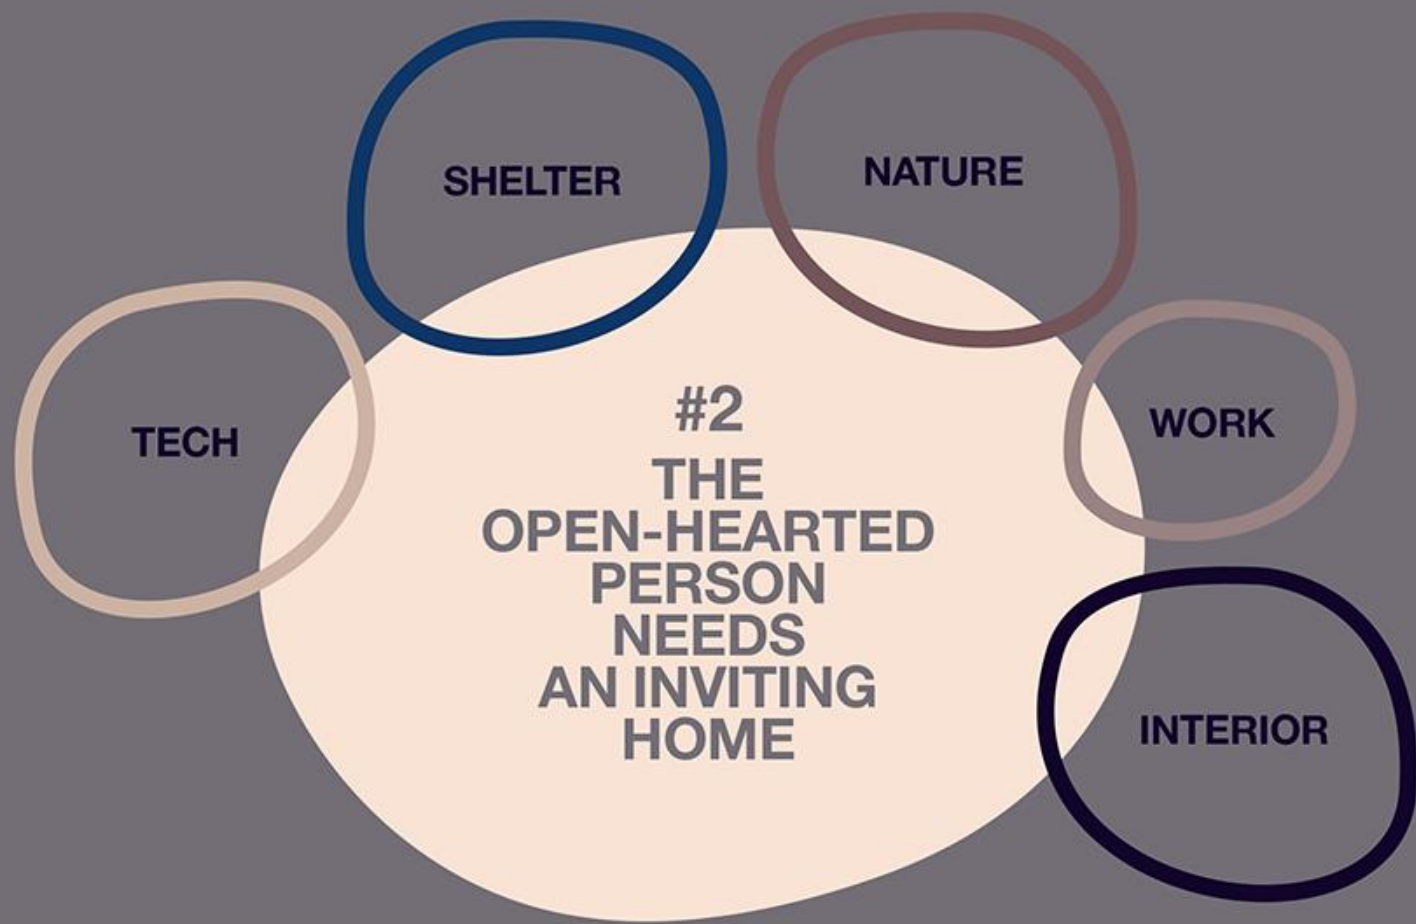 SHELTER
NATURE
TECH
WORK
#2
THE
OPEN-HEARTED
PERSON
NEEDS
AN INVITING
HOME
INTERIOR